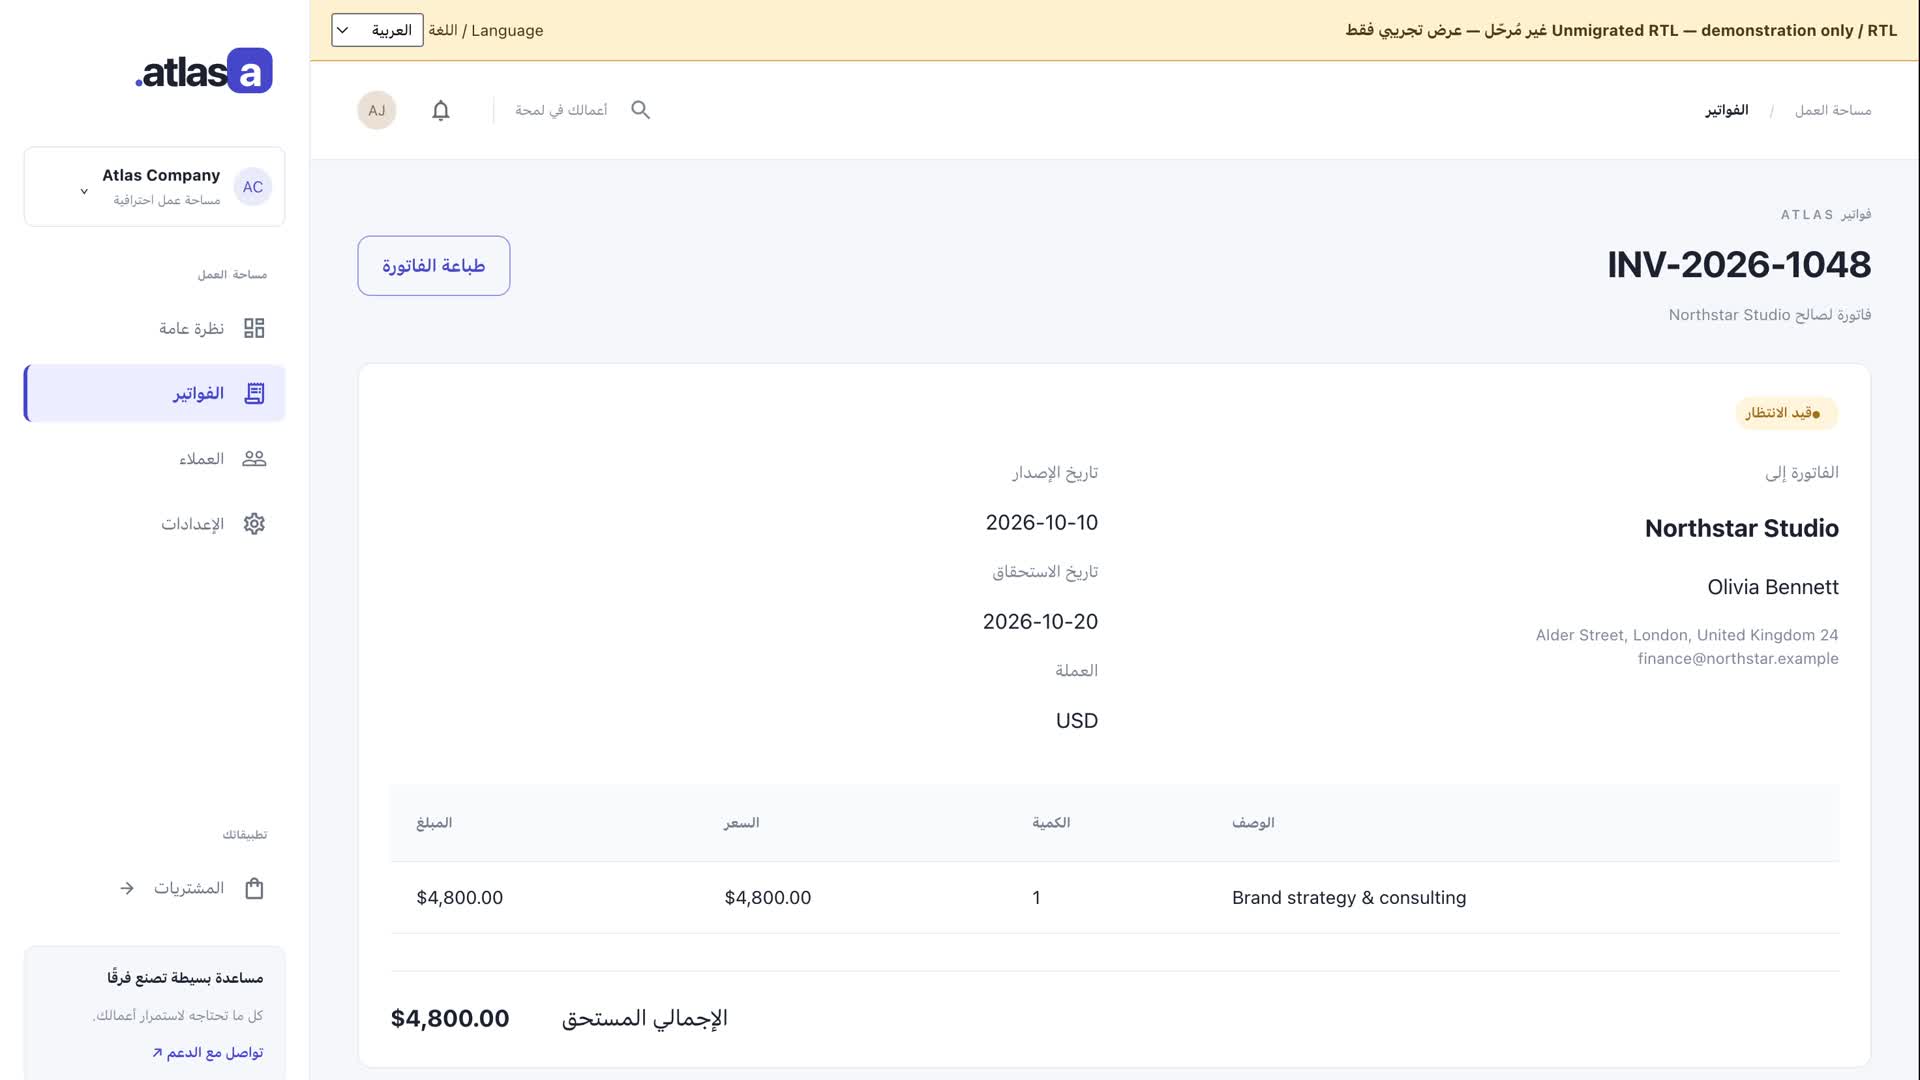 Unmigrated RTL — demonstration only / RTL غير مُرحّل — عرض تجريبي فقط
Language / اللغة
العربية
مساحة العمل / الفواتير
أعمالك في لمحة
AJ
a
atlas.
AC
Atlas Company
مساحة عمل احترافية
مساحة العمل
نظرة عامة
الفواتير
العملاء
الإعدادات
تطبيقاتك
المشتريات
مساعدة بسيطة تصنع فرقًا
كل ما تحتاجه لاستمرار أعمالك.
تواصل مع الدعم ↗
فواتير ATLAS
INV-2026-1048
فاتورة لصالح Northstar Studio
طباعة الفاتورة
قيد الانتظار
الفاتورة إلى
Northstar Studio
Olivia Bennett
Alder Street, London, United Kingdom 24
finance@northstar.example
تاريخ الإصدار
2026-10-10
تاريخ الاستحقاق
2026-10-20
العملة
USD
الوصف الكمية السعر المبلغ
Brand strategy & consulting 1 $4,800.00 $4,800.00
الإجمالي المستحق $4,800.00